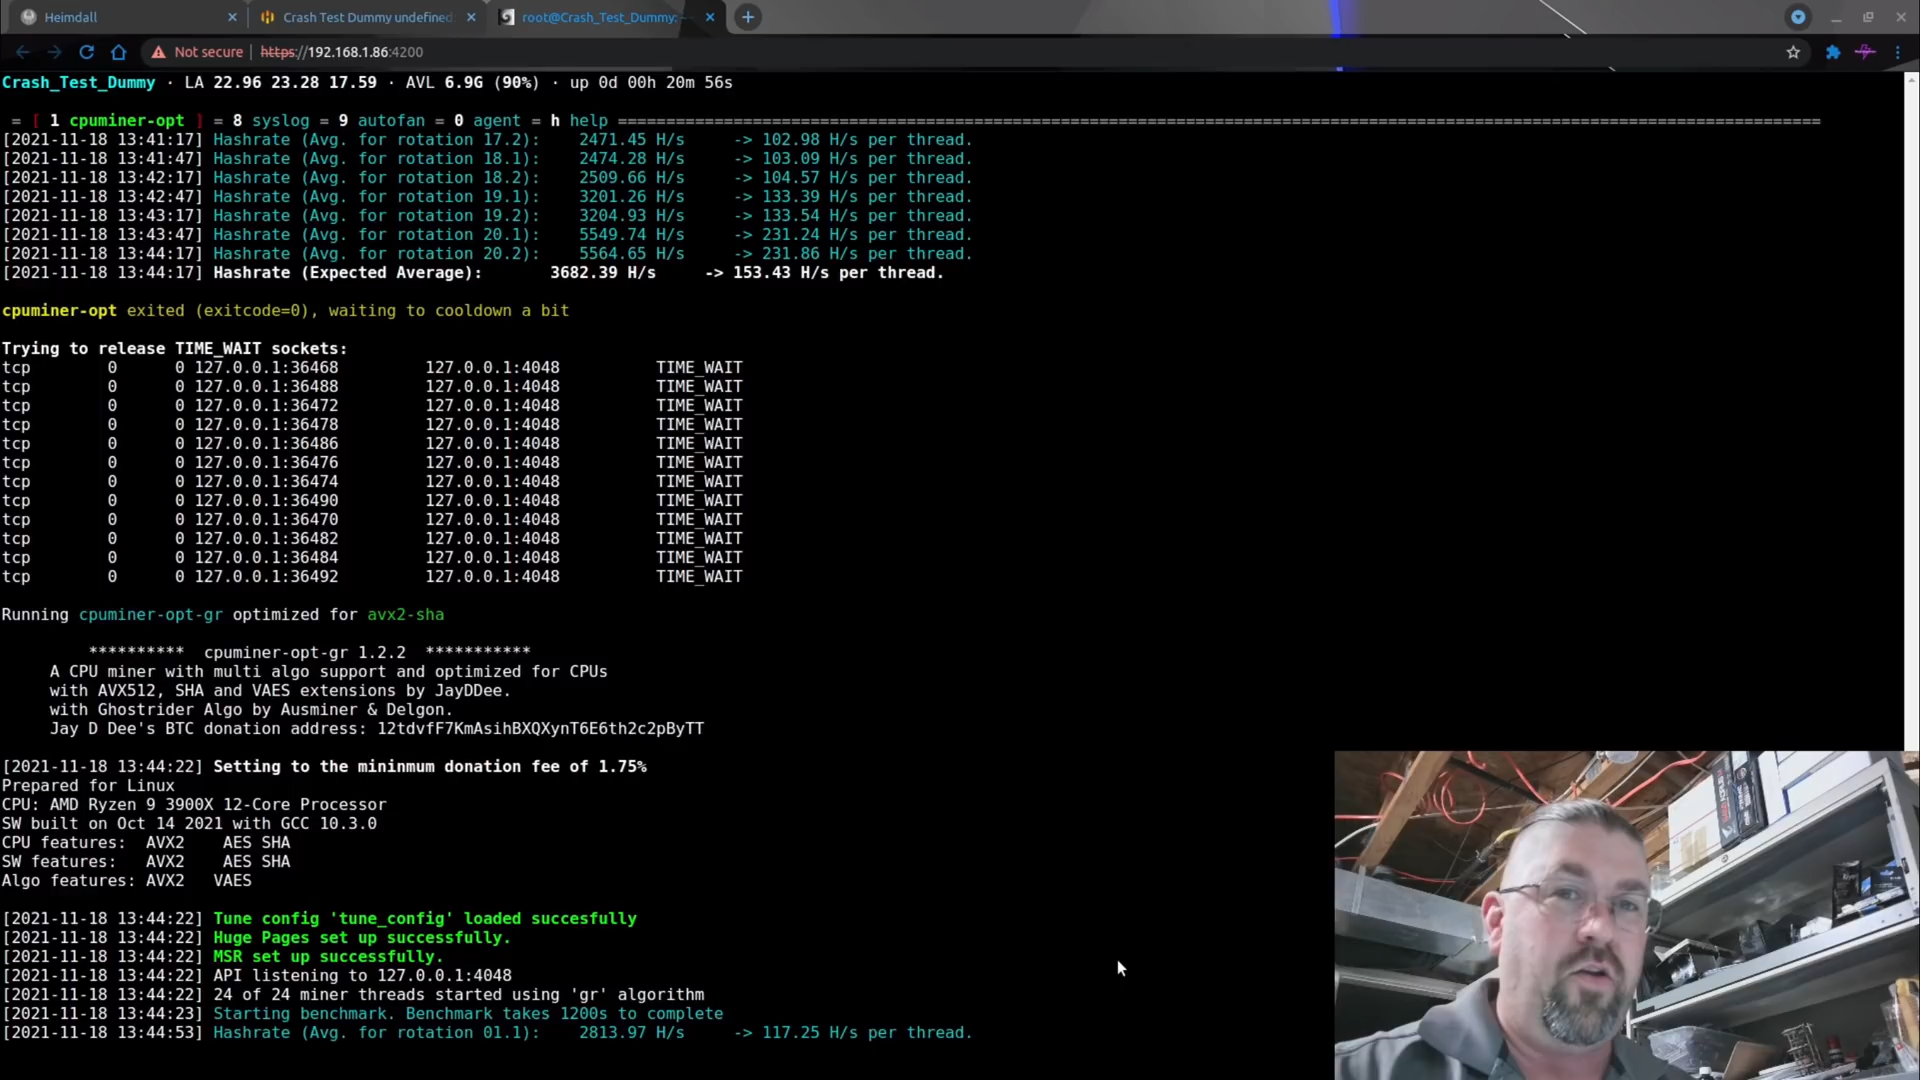 Heimdall
Crash Test Dummy undefined
root@Crash_Test_Dummy: ~
Not secure | https://192.168.1.86:4200
Crash_Test_Dummy · LA 22.96 23.28 17.59 · AVL 6.9G (90%) · up 0d 00h 20m 56s
= [ 1 cpuminer-opt ] = 8 syslog = 9 autofan = 0 agent = h help =============================================================================================================================
[2021-11-18 13:41:17] Hashrate (Avg. for rotation 17.2): 2471.45 H/s -> 102.98 H/s per thread.
[2021-11-18 13:41:47] Hashrate (Avg. for rotation 18.1): 2474.28 H/s -> 103.09 H/s per thread.
[2021-11-18 13:42:17] Hashrate (Avg. for rotation 18.2): 2509.66 H/s -> 104.57 H/s per thread.
[2021-11-18 13:42:47] Hashrate (Avg. for rotation 19.1): 3201.26 H/s -> 133.39 H/s per thread.
[2021-11-18 13:43:17] Hashrate (Avg. for rotation 19.2): 3204.93 H/s -> 133.54 H/s per thread.
[2021-11-18 13:43:47] Hashrate (Avg. for rotation 20.1): 5549.74 H/s -> 231.24 H/s per thread.
[2021-11-18 13:44:17] Hashrate (Avg. for rotation 20.2): 5564.65 H/s -> 231.86 H/s per thread.
[2021-11-18 13:44:17] Hashrate (Expected Average): 3682.39 H/s -> 153.43 H/s per thread.
cpuminer-opt exited (exitcode=0), waiting to cooldown a bit
Trying to release TIME_WAIT sockets:
tcp 0 0 127.0.0.1:36468 127.0.0.1:4048 TIME_WAIT
tcp 0 0 127.0.0.1:36488 127.0.0.1:4048 TIME_WAIT
tcp 0 0 127.0.0.1:36472 127.0.0.1:4048 TIME_WAIT
tcp 0 0 127.0.0.1:36478 127.0.0.1:4048 TIME_WAIT
tcp 0 0 127.0.0.1:36486 127.0.0.1:4048 TIME_WAIT
tcp 0 0 127.0.0.1:36476 127.0.0.1:4048 TIME_WAIT
tcp 0 0 127.0.0.1:36474 127.0.0.1:4048 TIME_WAIT
tcp 0 0 127.0.0.1:36490 127.0.0.1:4048 TIME_WAIT
tcp 0 0 127.0.0.1:36470 127.0.0.1:4048 TIME_WAIT
tcp 0 0 127.0.0.1:36482 127.0.0.1:4048 TIME_WAIT
tcp 0 0 127.0.0.1:36484 127.0.0.1:4048 TIME_WAIT
tcp 0 0 127.0.0.1:36492 127.0.0.1:4048 TIME_WAIT
Running cpuminer-opt-gr optimized for avx2-sha
********** cpuminer-opt-gr 1.2.2 ***********
A CPU miner with multi algo support and optimized for CPUs
with AVX512, SHA and VAES extensions by JayDDee.
with Ghostrider Algo by Ausminer & Delgon.
Jay D Dee's BTC donation address: 12tdvfF7KmAsihBXQXynT6E6th2c2pByTT
[2021-11-18 13:44:22] Setting to the mininmum donation fee of 1.75%
Prepared for Linux
CPU: AMD Ryzen 9 3900X 12-Core Processor
SW built on Oct 14 2021 with GCC 10.3.0
CPU features: AVX2 AES SHA
SW features: AVX2 AES SHA
Algo features: AVX2 VAES
[2021-11-18 13:44:22] Tune config 'tune_config' loaded succesfully
[2021-11-18 13:44:22] Huge Pages set up successfully.
[2021-11-18 13:44:22] MSR set up successfully.
[2021-11-18 13:44:22] API listening to 127.0.0.1:4048
[2021-11-18 13:44:22] 24 of 24 miner threads started using 'gr' algorithm
[2021-11-18 13:44:23] Starting benchmark. Benchmark takes 1200s to complete
[2021-11-18 13:44:53] Hashrate (Avg. for rotation 01.1): 2813.97 H/s -> 117.25 H/s per thread.